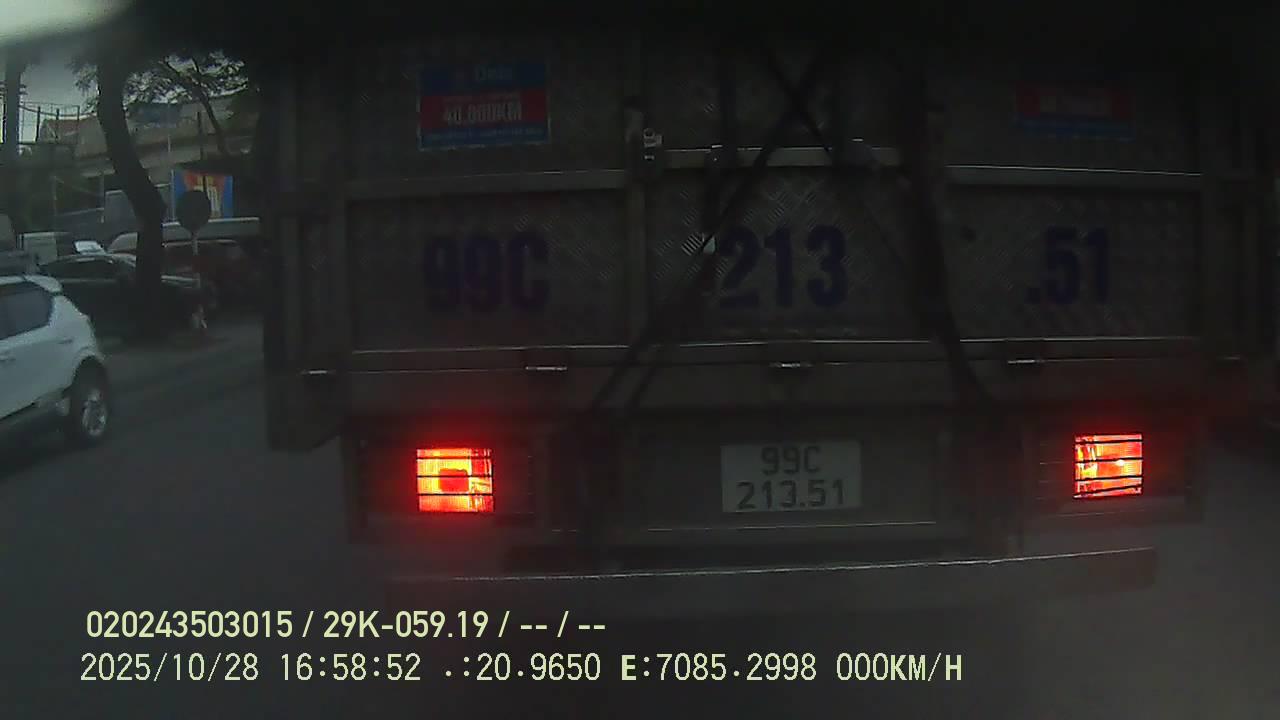 40.000KM
99C 213 .51
99C
213.51
020243503015 / 29K-059.19 / -- / --
2025/10/28 16:58:52 .:20.9650 E:7085.2998 000KM/H